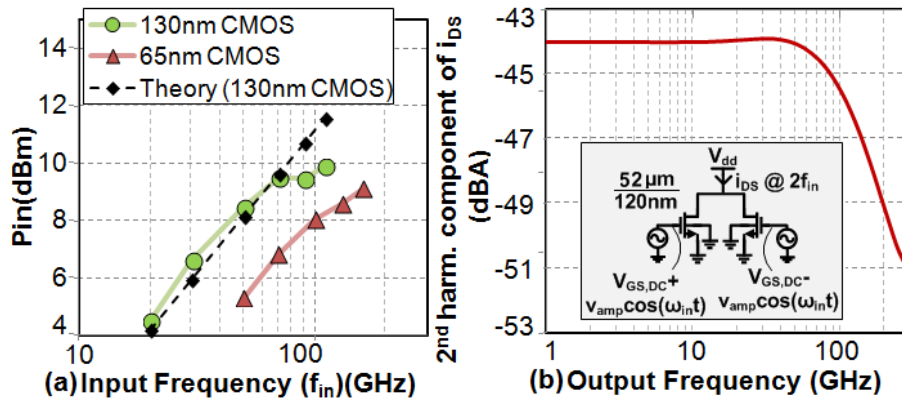 130nm CMOS
65nm CMOS
Theory (130nm CMOS)
14
12
10
8
6
4
Pin(dBm)
10
100
(a) Input Frequency (fin)(GHz)
2nd harm. component of iDS
(dBA)
-43
-45
-47
-49
-51
-53
1
10
100
(b) Output Frequency (GHz)
Vdd
iDS @ 2fin
52µm
120nm
VGS,DC+
vampcos(ωint)
VGS,DC-
vampcos(ωint)